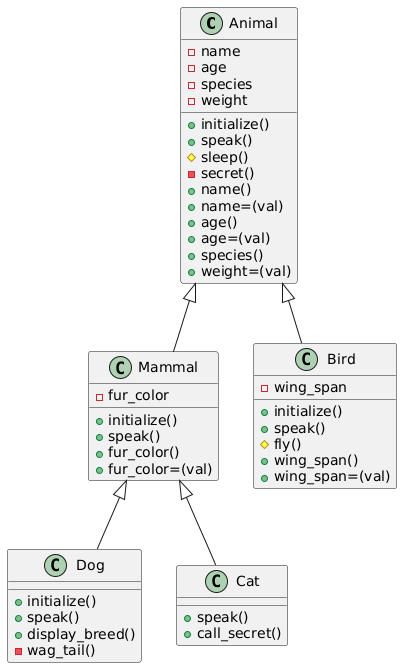 C Animal
name
age
species
weight
initialize()
speak()
sleep()
secret()
name()
name=(val)
age()
age=(val)
species()
weight=(val)
C Mammal
fur_color
initialize()
speak()
fur_color()
fur_color=(val)
C Bird
wing_span
initialize()
speak()
fly()
wing_span()
wing_span=(val)
C Dog
initialize()
speak()
display_breed()
wag_tail()
C Cat
speak()
call_secret()